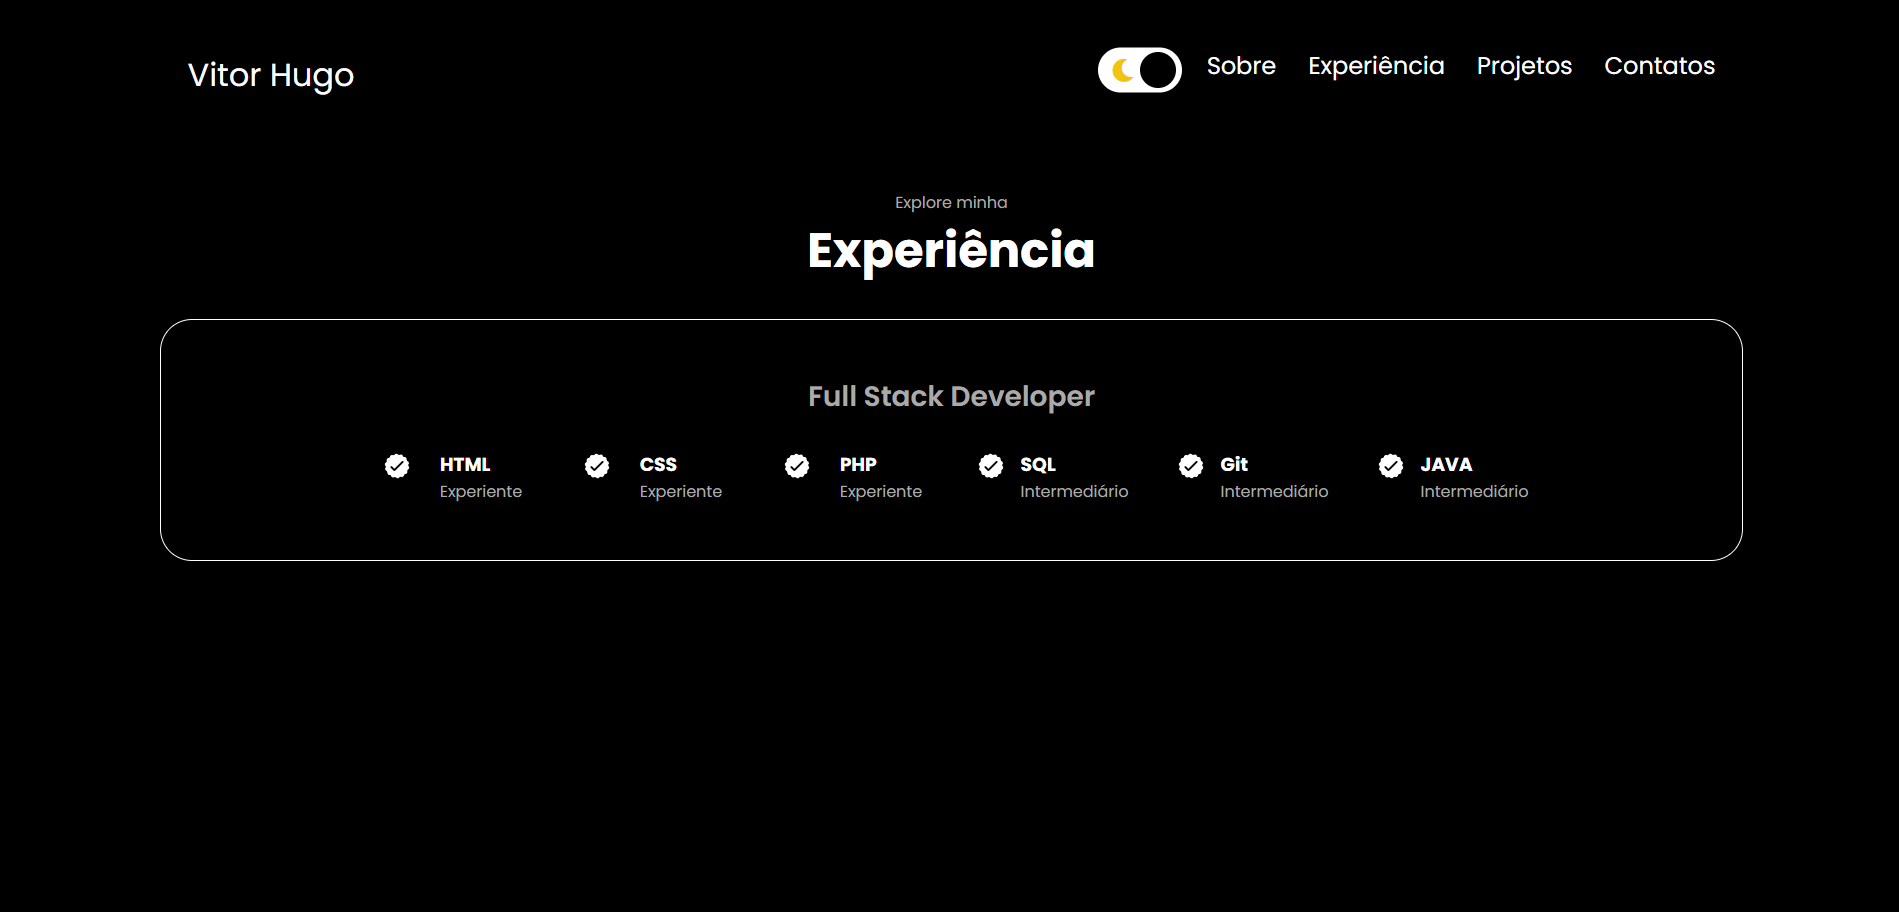 Vitor Hugo
Sobre Experiência Projetos Contatos
Explore minha
Experiência
Full Stack Developer
HTML CSS PHP SQL Git JAVA
Experiente Experiente Experiente Intermediário Intermediário Intermediário